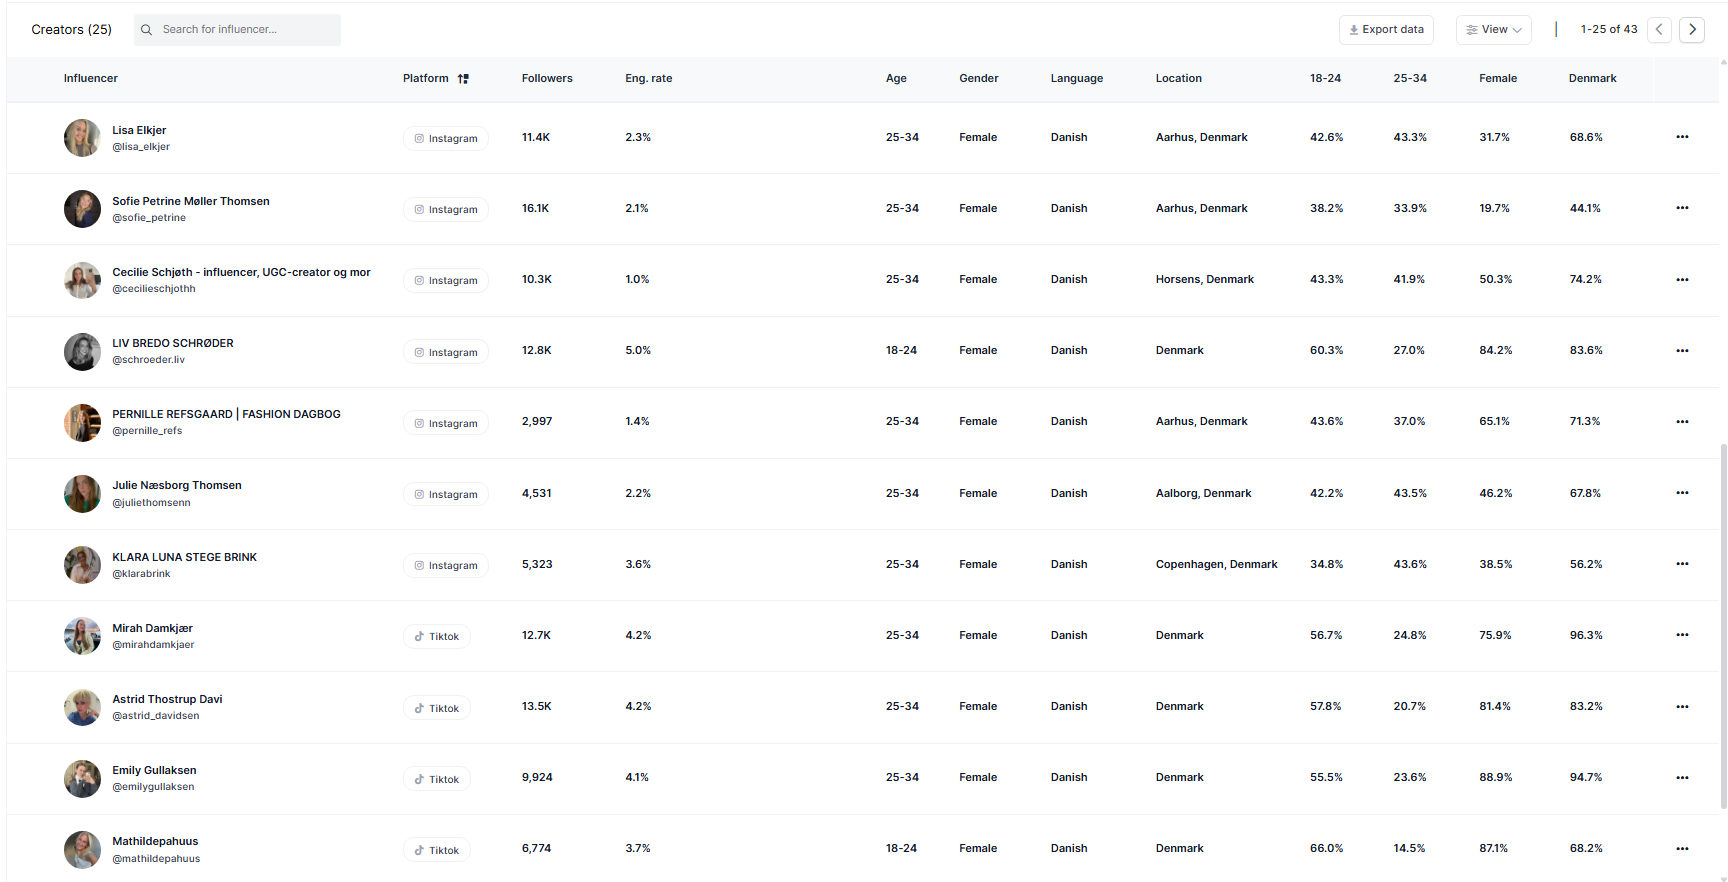 Creators (25)
Search for influencer...
Export data
View
1-25 of 43
Influencer Platform Followers Eng. rate Age Gender Language Location 18-24 25-34 Female Denmark
Lisa Elkjer
@lisa_elkjer
Instagram 11.4K 2.3% 25-34 Female Danish Aarhus, Denmark 42.6% 43.3% 31.7% 68.6%
Sofie Petrine Møller Thomsen
@sofie_petrine
Instagram 16.1K 2.1% 25-34 Female Danish Aarhus, Denmark 38.2% 33.9% 19.7% 44.1%
Cecilie Schjøth - influencer, UGC-creator og mor
@cecilieschjothh
Instagram 10.3K 1.0% 25-34 Female Danish Horsens, Denmark 43.3% 41.9% 50.3% 74.2%
LIV BREDO SCHRØDER
@schroeder.liv
Instagram 12.8K 5.0% 18-24 Female Danish Denmark 60.3% 27.0% 84.2% 83.6%
PERNILLE REFSGAARD | FASHION DAGBOG
@pernille_refs
Instagram 2,997 1.4% 25-34 Female Danish Aarhus, Denmark 43.6% 37.0% 65.1% 71.3%
Julie Næsborg Thomsen
@juliethomsenn
Instagram 4,531 2.2% 25-34 Female Danish Aalborg, Denmark 42.2% 43.5% 46.2% 67.8%
KLARA LUNA STEGE BRINK
@klarabrink
Instagram 5,323 3.6% 25-34 Female Danish Copenhagen, Denmark 34.8% 43.6% 38.5% 56.2%
Mirah Damkjær
@mirahdamkjaer
Tiktok 12.7K 4.2% 25-34 Female Danish Denmark 56.7% 24.8% 75.9% 96.3%
Astrid Thostrup Davi
@astrid_davidsen
Tiktok 13.5K 4.2% 25-34 Female Danish Denmark 57.8% 20.7% 81.4% 83.2%
Emily Gullaksen
@emilygullaksen
Tiktok 9,924 4.1% 25-34 Female Danish Denmark 55.5% 23.6% 88.9% 94.7%
Mathildepahuus
@mathildepahuus
Tiktok 6,774 3.7% 18-24 Female Danish Denmark 66.0% 14.5% 87.1% 68.2%